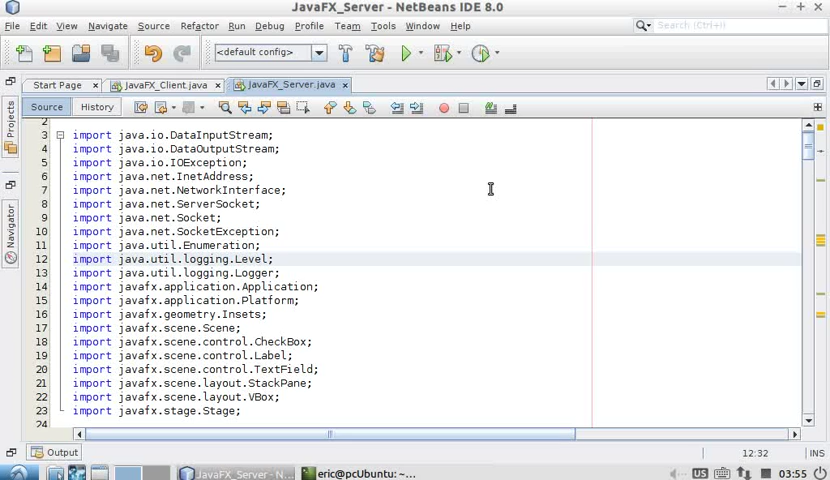 JavaFX_Server - NetBeans IDE 8.0
File Edit View Navigate Source Refactor Run Debug Profile Team Tools Window Help
Search (Ctrl+I)
<default config>
Start Page
JavaFX_Client.java
JavaFX_Server.java
Source
History
Projects
Navigator
2
3 import java.io.DataInputStream;
4 import java.io.DataOutputStream;
5 import java.io.IOException;
6 import java.net.InetAddress;
7 import java.net.NetworkInterface;
8 import java.net.ServerSocket;
9 import java.net.Socket;
10 import java.net.SocketException;
11 import java.util.Enumeration;
12 import java.util.logging.Level;
13 import java.util.logging.Logger;
14 import javafx.application.Application;
15 import javafx.application.Platform;
16 import javafx.geometry.Insets;
17 import javafx.scene.Scene;
18 import javafx.scene.control.CheckBox;
19 import javafx.scene.control.Label;
20 import javafx.scene.control.TextField;
21 import javafx.scene.layout.StackPane;
22 import javafx.scene.layout.VBox;
23 import javafx.stage.Stage;
24
Output
12:32
INS
JavaFX_Server - N...
eric@pcUbuntu: ~...
US
03:55